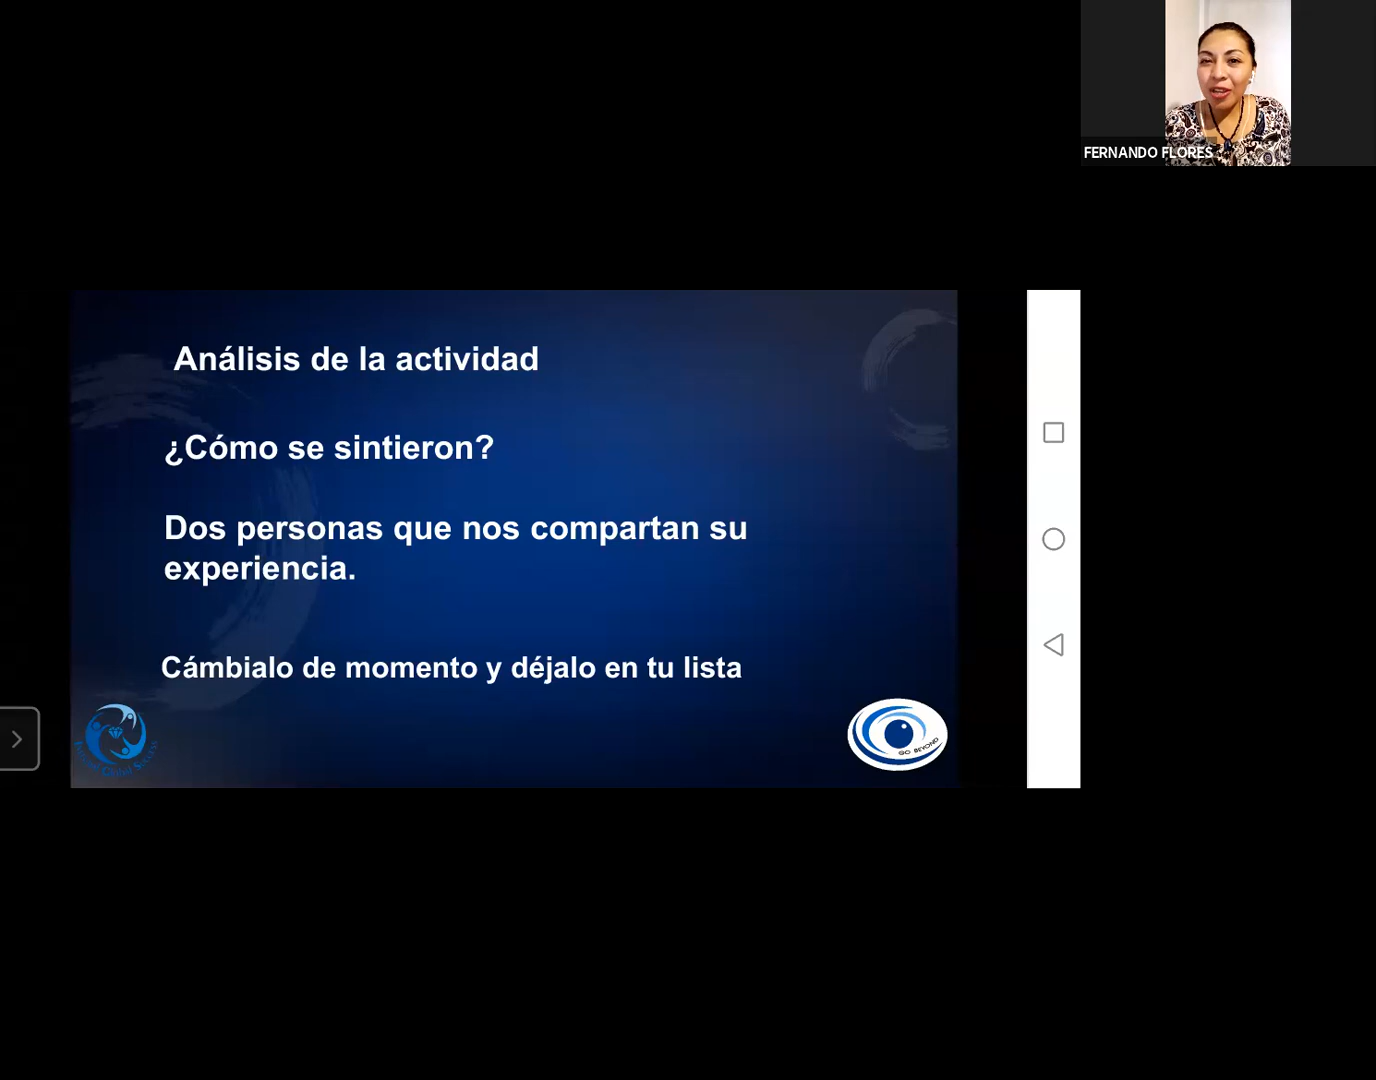 FERNANDO FLORES
Análisis de la actividad
¿Cómo se sintieron?
Dos personas que nos compartan su
experiencia.
Cámbialo de momento y déjalo en tu lista
GO BEYOND